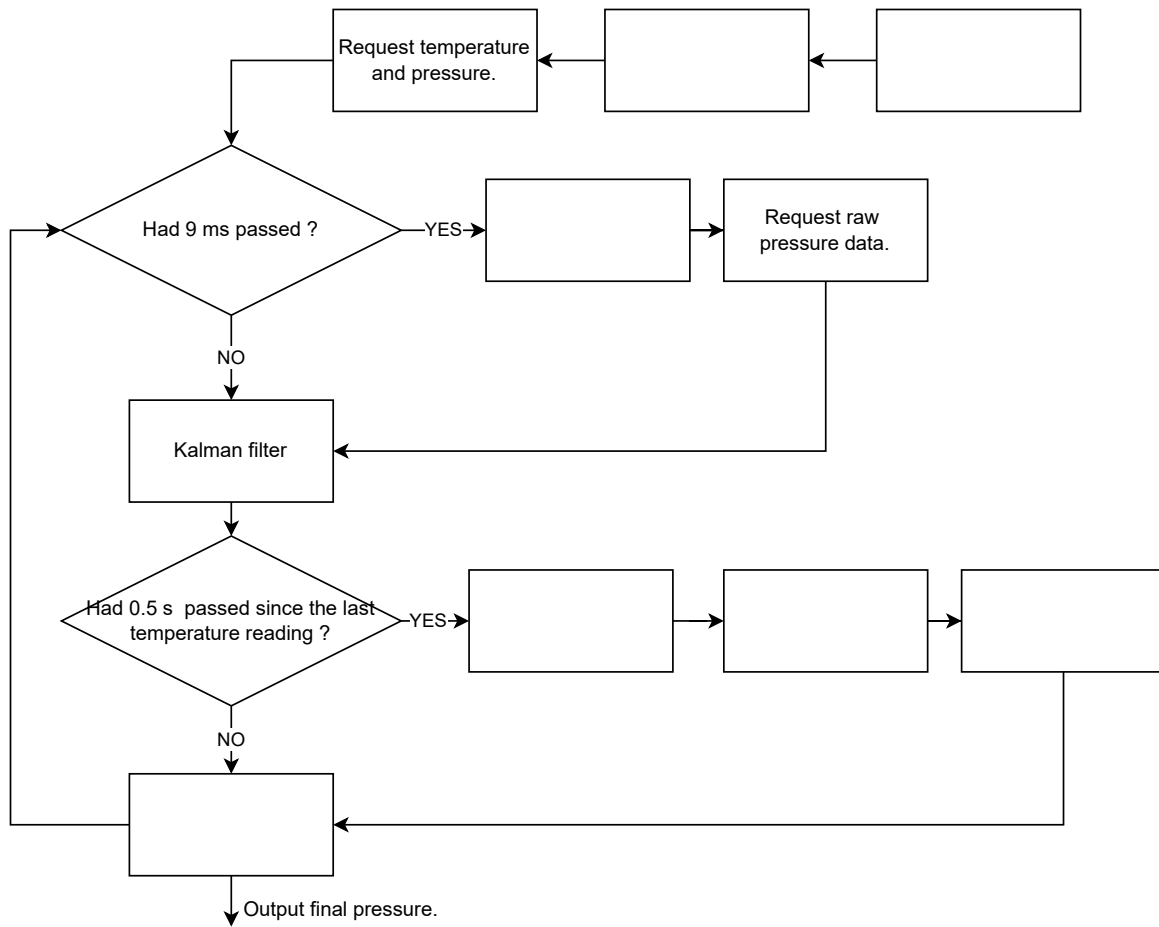 Request temperature
and pressure.
Had 9 ms passed ?
YES
Request raw
pressure data.
NO
Kalman filter
Had 0.5 s  passed since the last
temperature reading ?
YES
NO
Output final pressure.